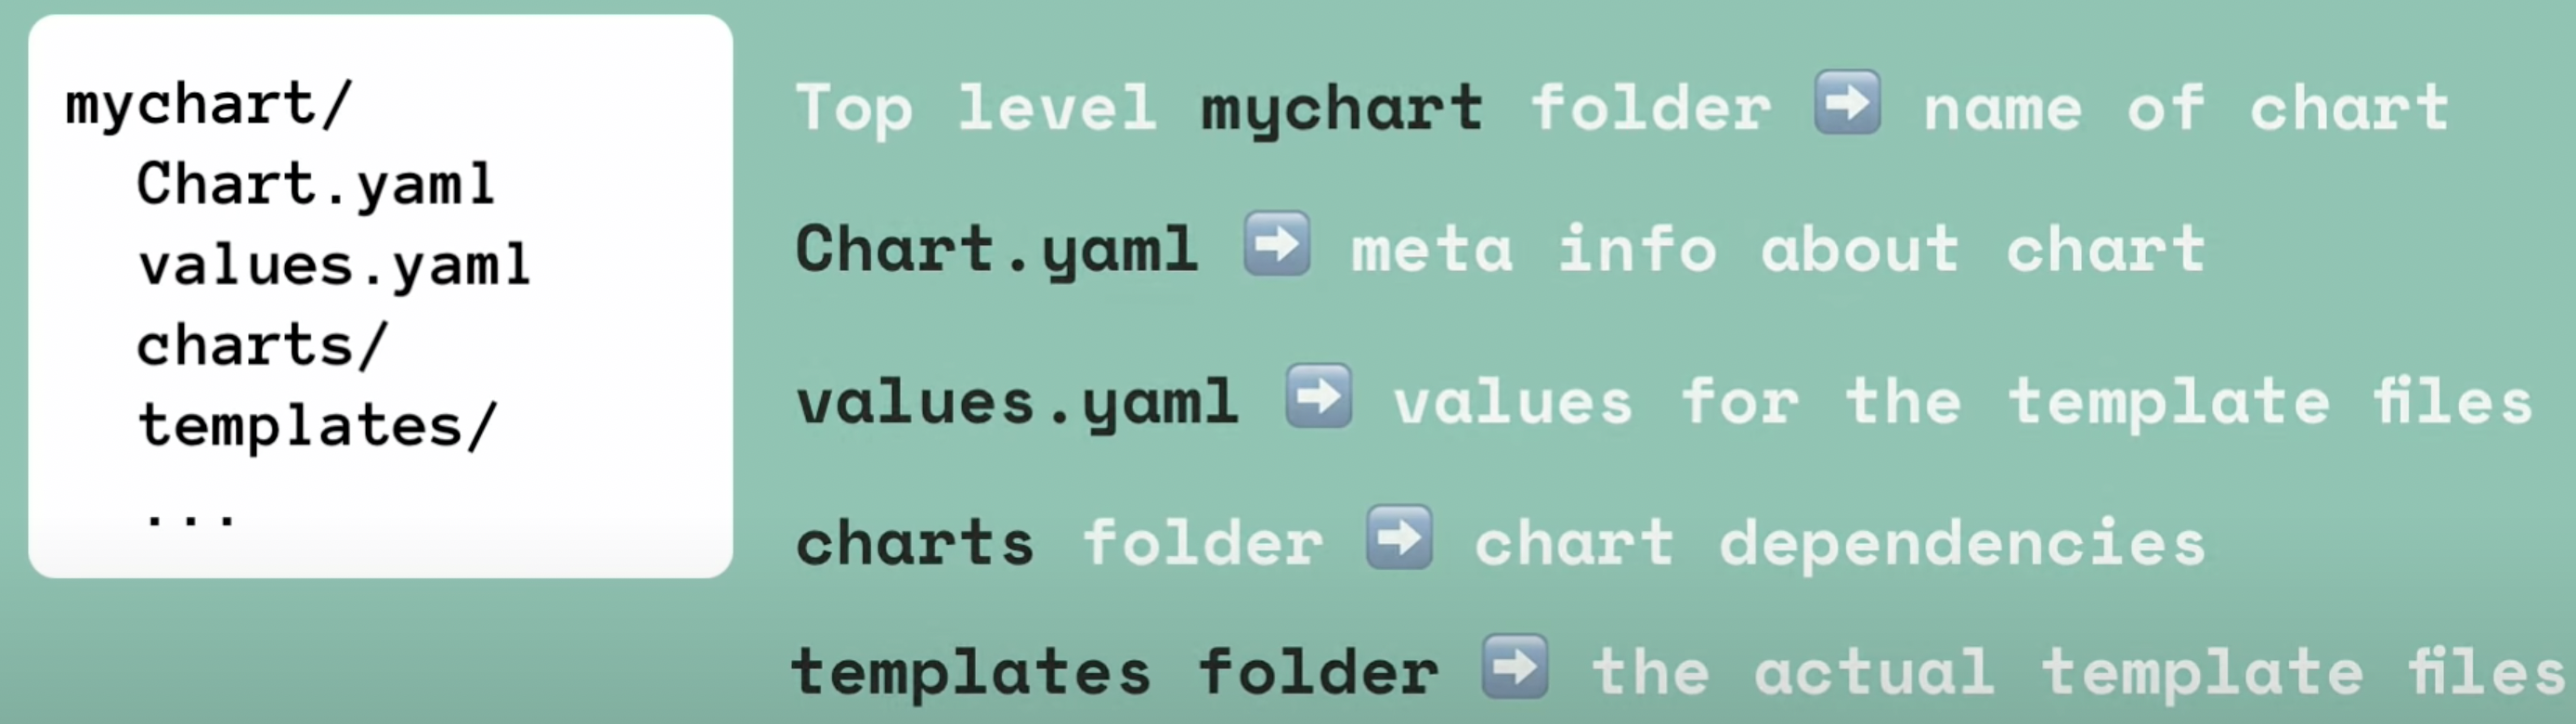 mychart/
Chart.yaml
values.yaml
charts/
templates/
...
Top level mychart folder ➡️ name of chart
Chart.yaml ➡️ meta info about chart
values.yaml ➡️ values for the template files
charts folder ➡️ chart dependencies
templates folder ➡️ the actual template files